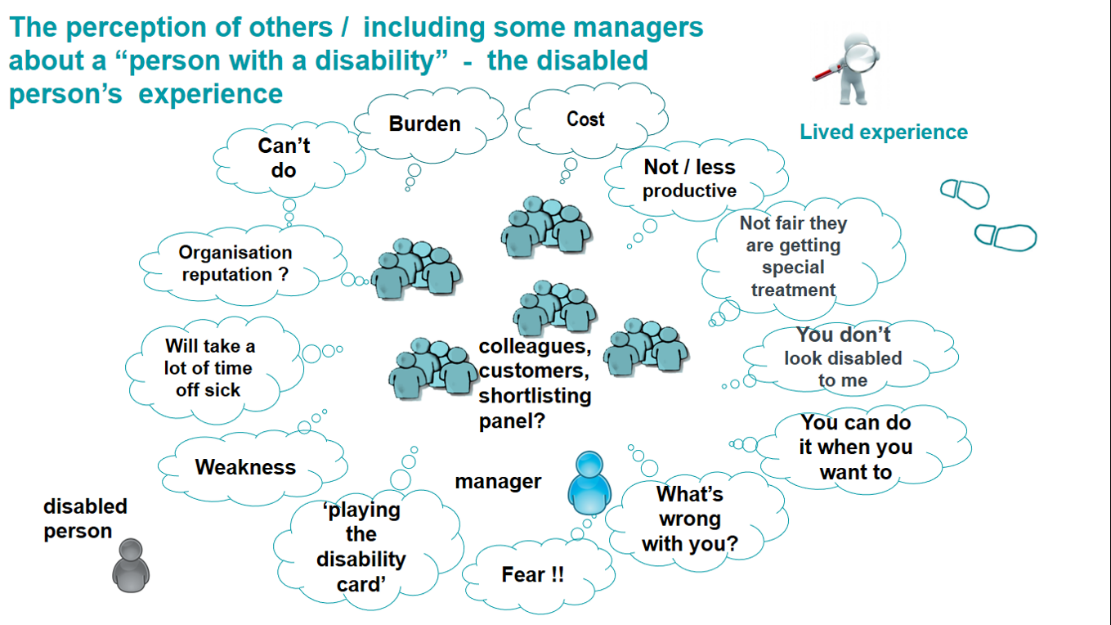 The perception of others /  including some managers
about a “person with a disability”  -  the disabled
person’s  experience
Lived experience
Burden
Cost
Can’t
do
Not / less
productive
Not fair they
are getting
special
treatment
Organisation
reputation ?
You don’t
look disabled
to me
Will take a
lot of time
off sick
colleagues,
customers,
shortlisting
panel?
You can do
it when you
want to
Weakness
manager
What’s
wrong
with you?
‘playing
the
disability
card’
Fear !!
disabled
person